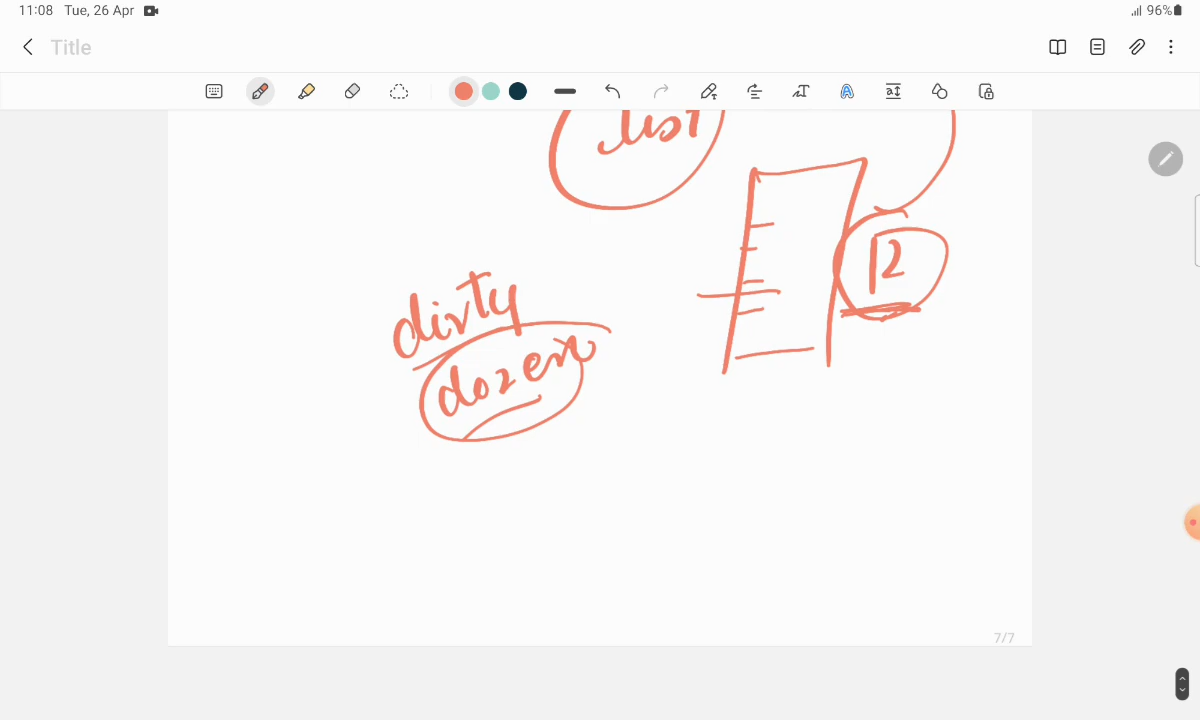 11:08 Tue, 26 Apr
96%
Title
list
12
dirty
dozen
7/7